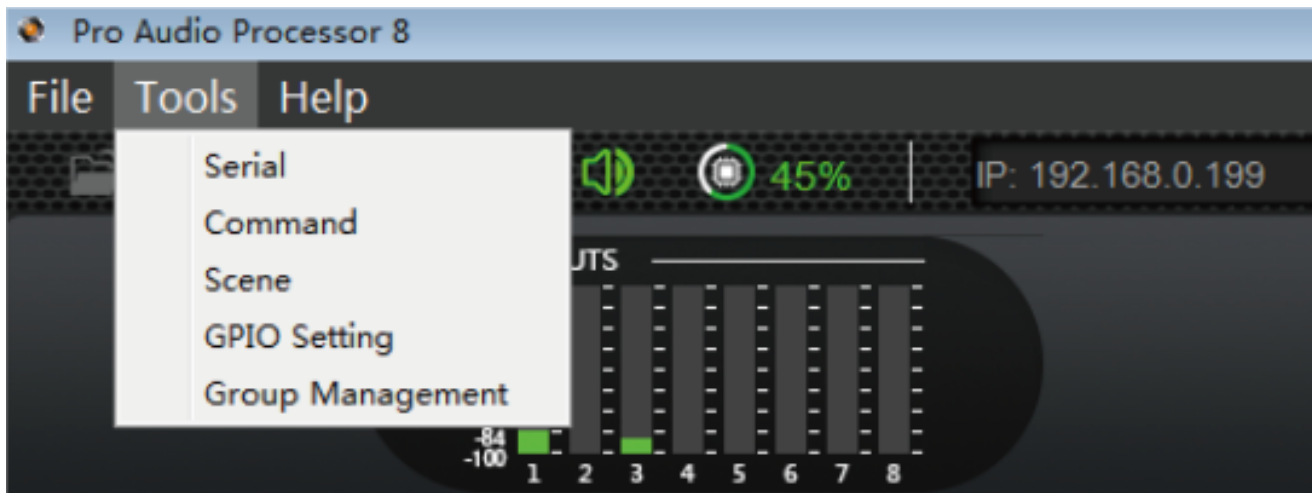 Pro Audio Processor 8
File Tools Help
Serial
Command
Scene
GPIO Setting
Group Management
45%
IP: 192.168.0.199
UTS
-84
-100
1 2 3 4 5 6 7 8